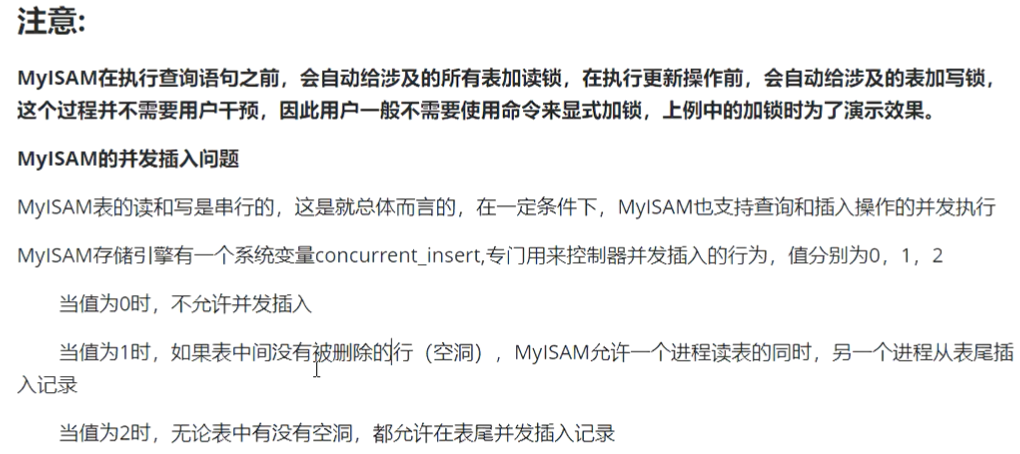 注意:
MyISAM在执行查询语句之前，会自动给涉及的所有表加读锁，在执行更新操作前，会自动给涉及的表加写锁，
这个过程并不需要用户干预，因此用户一般不需要使用命令来显式加锁，上例中的加锁时为了演示效果。
MyISAM的并发插入问题
MyISAM表的读和写是串行的，这是就总体而言的，在一定条件下，MyISAM也支持查询和插入操作的并发执行
MyISAM存储引擎有一个系统变量concurrent_insert,专门用来控制器并发插入的行为，值分别为0，1，2
当值为0时，不允许并发插入
当值为1时，如果表中间没有被删除的行（空洞），MyISAM允许一个进程读表的同时，另一个进程从表尾插
入记录
当值为2时，无论表中有没有空洞，都允许在表尾并发插入记录